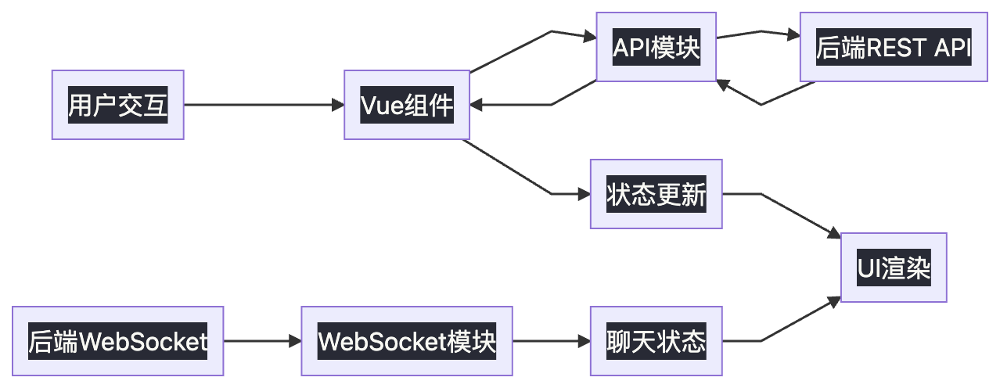 API模块
后端REST API
用户交互
Vue组件
状态更新
UI渲染
后端WebSocket
WebSocket模块
聊天状态